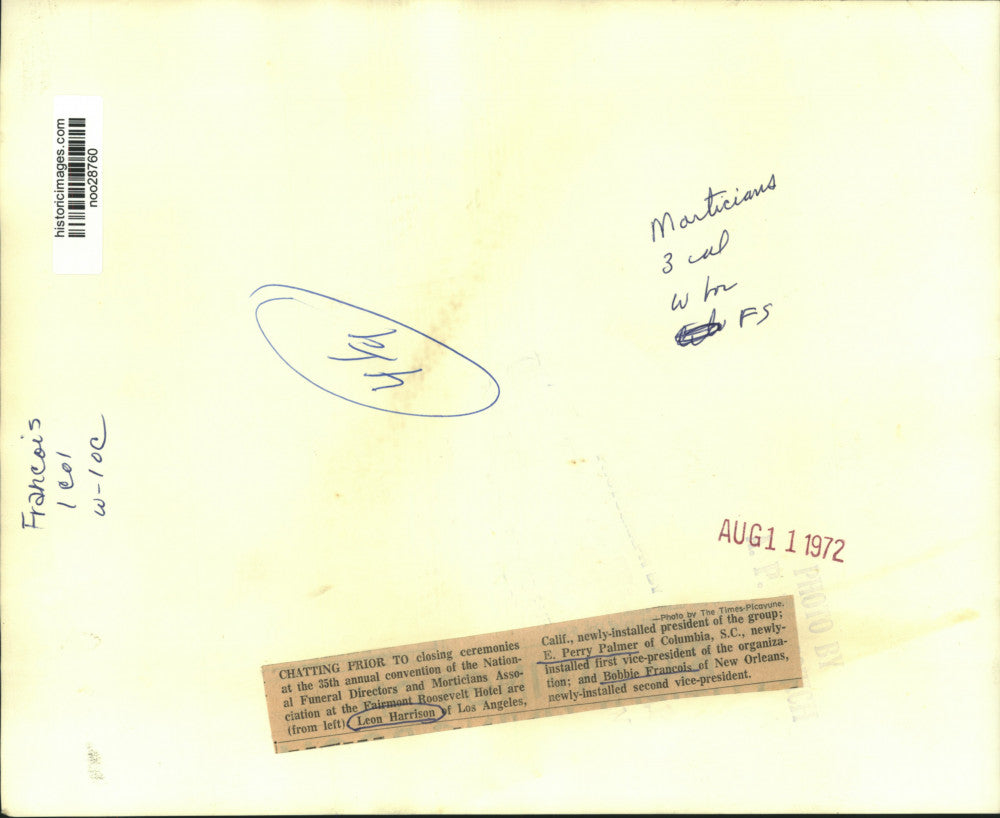 historicimages.com
noo28760
Morticians
3 col
w for
FS
Francois
1 col
w-10c
AUG 11 1972
PHOTO BY
—Photo by The Times-Picayune.
CHATTING PRIOR TO closing ceremonies
at the 35th annual convention of the Nation-
al Funeral Directors and Morticians Asso-
ciation at the Fairmont Roosevelt Hotel are
(from left) Leon Harrison of Los Angeles,
Calif., newly-installed president of the group;
E. Perry Palmer of Columbia, S.C., newly-
installed first vice-president of the organiza-
tion; and Bobbie Francois of New Orleans,
newly-installed second vice-president.